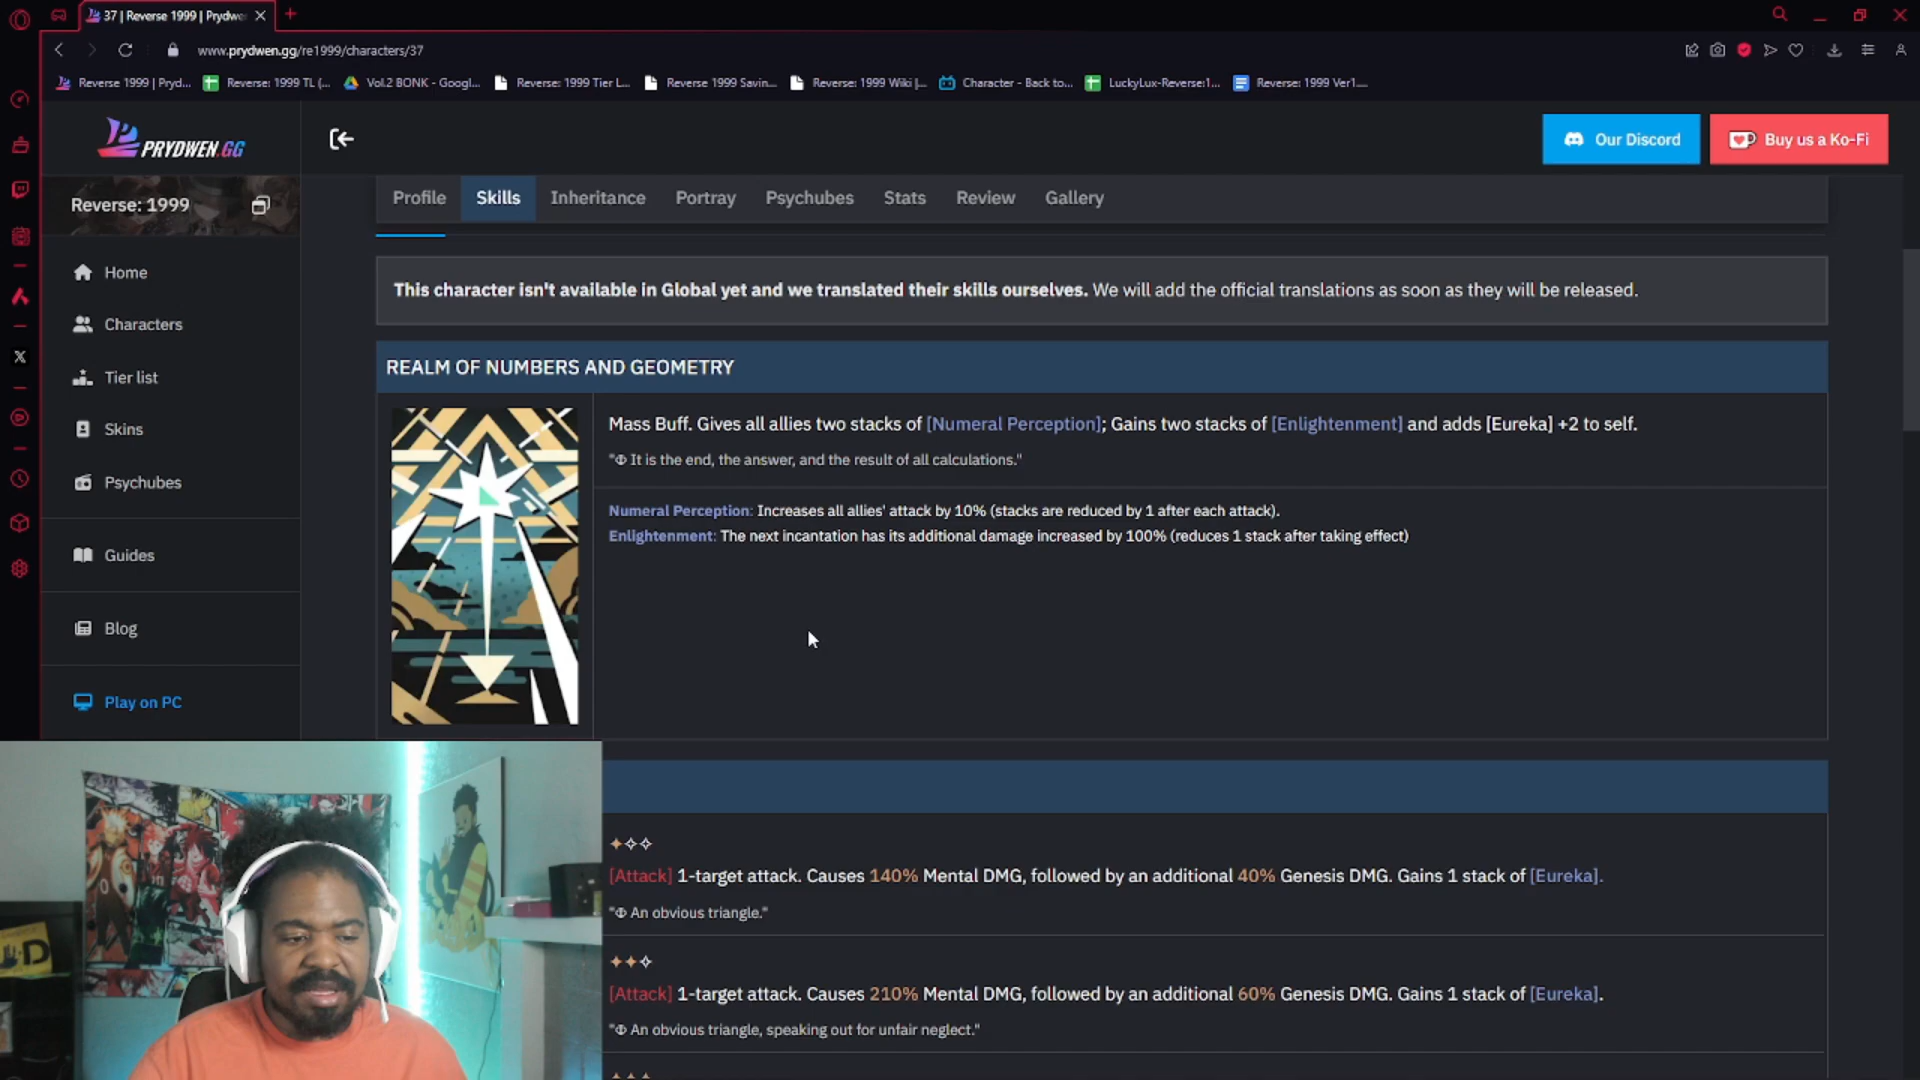 37 | Reverse 1999 | Prydwe
www.prydwen.gg/re1999/characters/37
Reverse 1999 | Pryd...
Reverse: 1999 TL (...
Vol.2 BONK - Googl...
Reverse: 1999 Tier L...
Reverse 1999 Savin...
Reverse: 1999 Wiki |...
Character - Back to...
LuckyLux-Reverse:1...
Reverse 1999 Ver1....
PRYDWEN.GG
Our Discord
Buy us a Ko-Fi
Reverse: 1999
Home
Characters
Tier list
Skins
Psychubes
Guides
Blog
Play on PC
Profile
Skills
Inheritance
Portray
Psychubes
Stats
Review
Gallery
This character isn't available in Global yet and we translated their skills ourselves. We will add the official translations as soon as they will be released.
REALM OF NUMBERS AND GEOMETRY
Mass Buff. Gives all allies two stacks of [Numeral Perception]; Gains two stacks of [Enlightenment] and adds [Eureka] +2 to self.
"Φ It is the end, the answer, and the result of all calculations."
Numeral Perception: Increases all allies' attack by 10% (stacks are reduced by 1 after each attack).
Enlightenment: The next incantation has its additional damage increased by 100% (reduces 1 stack after taking effect)
[Attack] 1-target attack. Causes 140% Mental DMG, followed by an additional 40% Genesis DMG. Gains 1 stack of [Eureka].
"Φ An obvious triangle."
[Attack] 1-target attack. Causes 210% Mental DMG, followed by an additional 60% Genesis DMG. Gains 1 stack of [Eureka].
"Φ An obvious triangle, speaking out for unfair neglect."